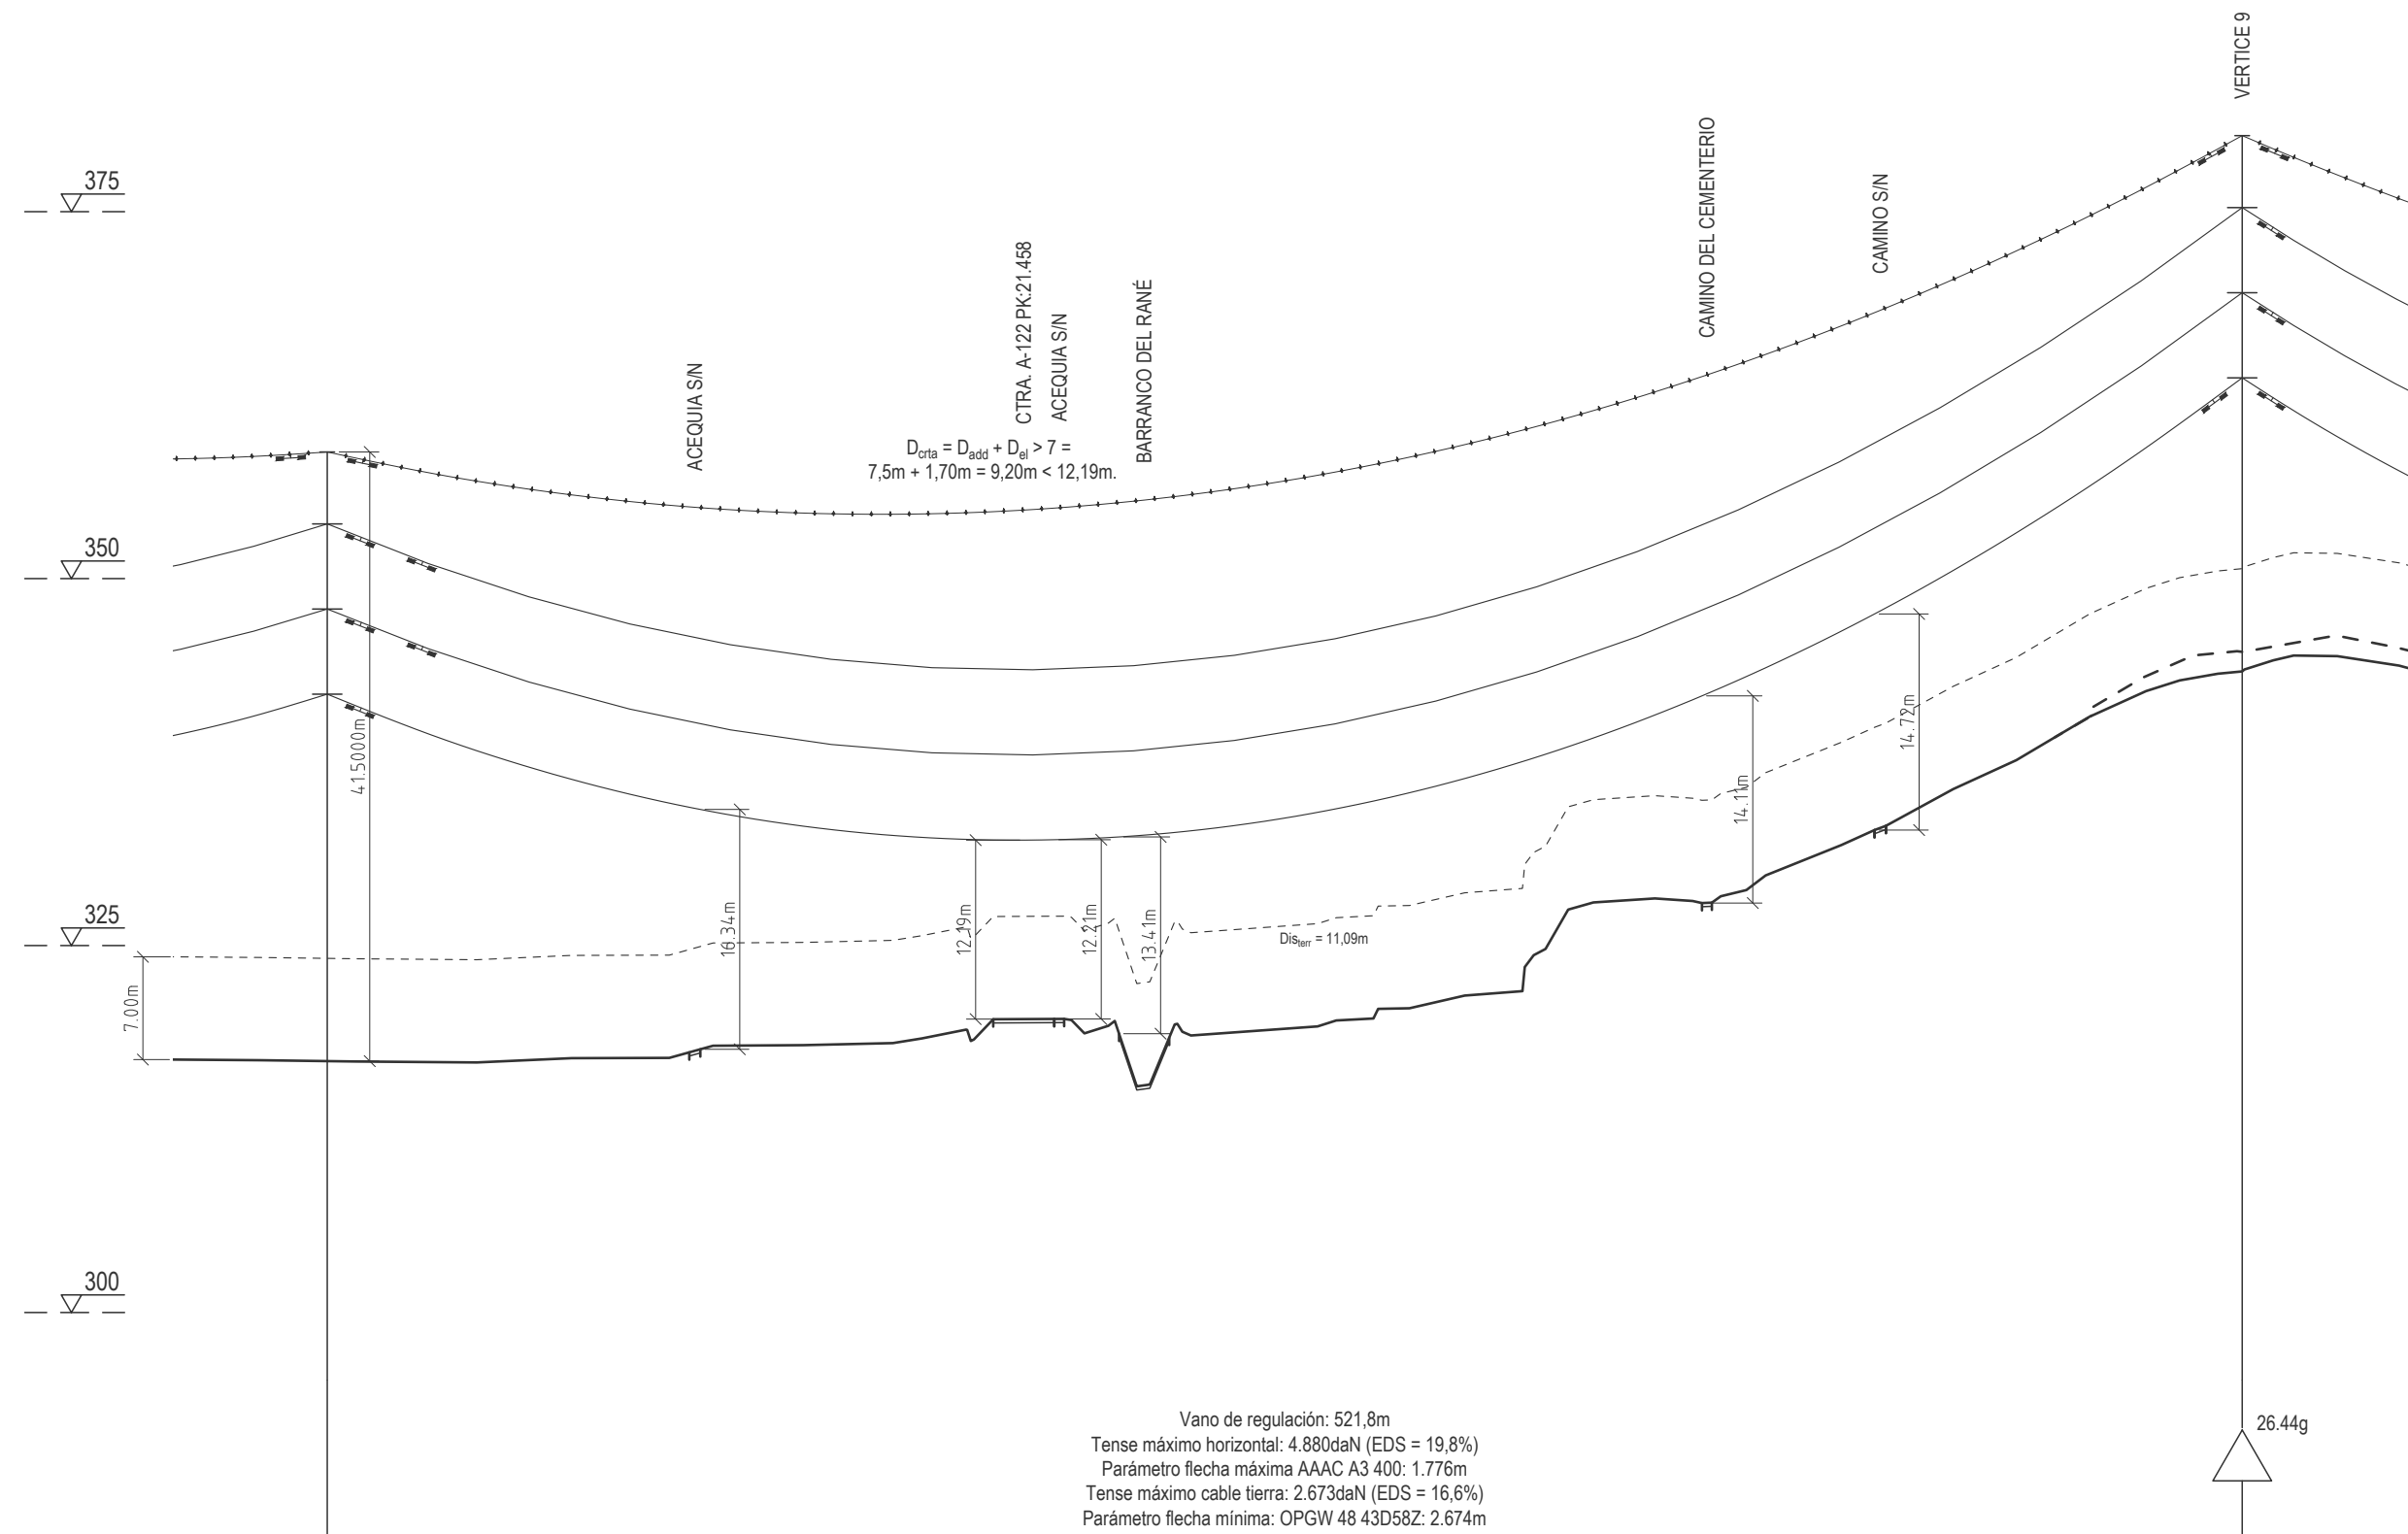 VERTICE 9
375
CAMINO DEL CEMENTERIO
CAMINO S/N
CTRA. A-122 PK:21.458
ACEQUIA S/N
BARRANCO DEL RANÉ
ACEQUIA S/N
Dcrta = Dadd + Del > 7 =
7,5m + 1,70m = 9,20m < 12,19m.
350
41.5000m
14.72m
14.11m
325
16.34m
12.19m
12.21m
13.41m
Disterr = 11,09m
7.00m
300
Vano de regulación: 521,8m
Tense máximo horizontal: 4.880daN (EDS = 19,8%)
Parámetro flecha máxima AAAC A3 400: 1.776m
Tense máximo cable tierra: 2.673daN (EDS = 16,6%)
Parámetro flecha mínima: OPGW 48 43D58Z: 2.674m
26.44g